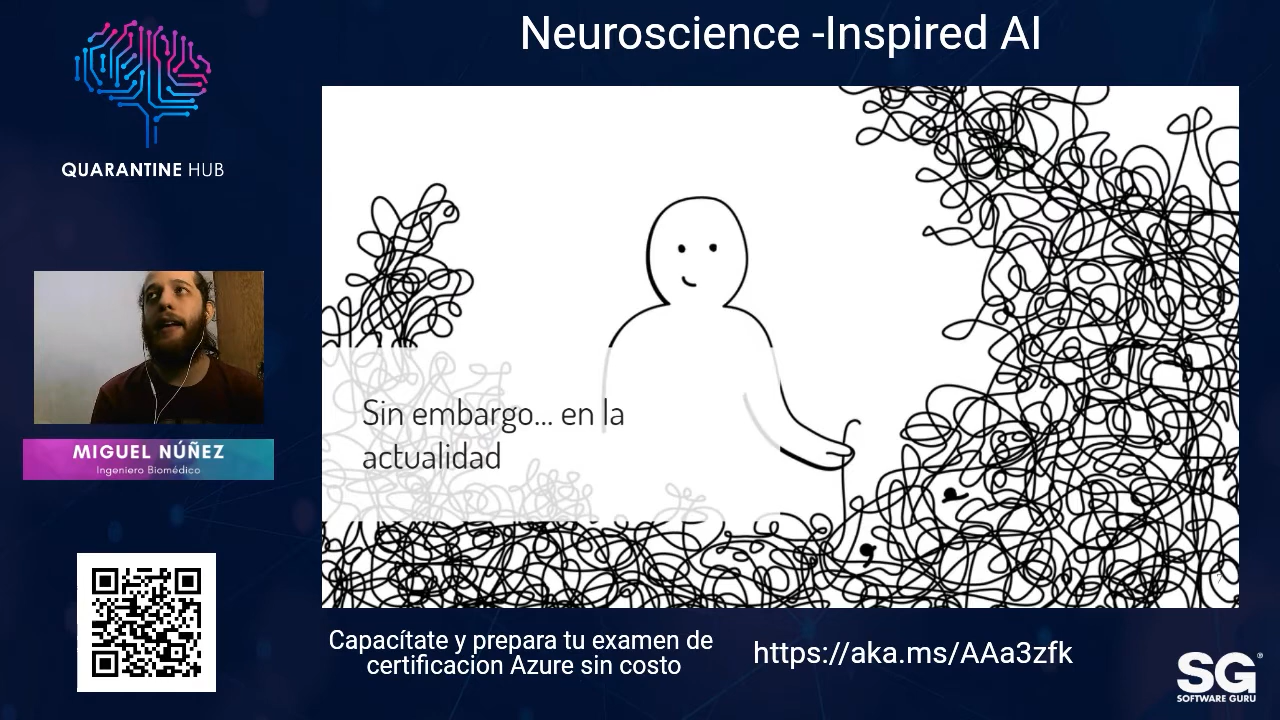 Neuroscience -Inspired AI
QUARANTINE HUB
Sin embargo... en la
actualidad
MIGUEL NÚÑEZ
Ingeniero Biomédico
Capacítate y prepara tu examen de
certificacion Azure sin costo
https://aka.ms/AAa3zfk
SG®
SOFTWARE GURU